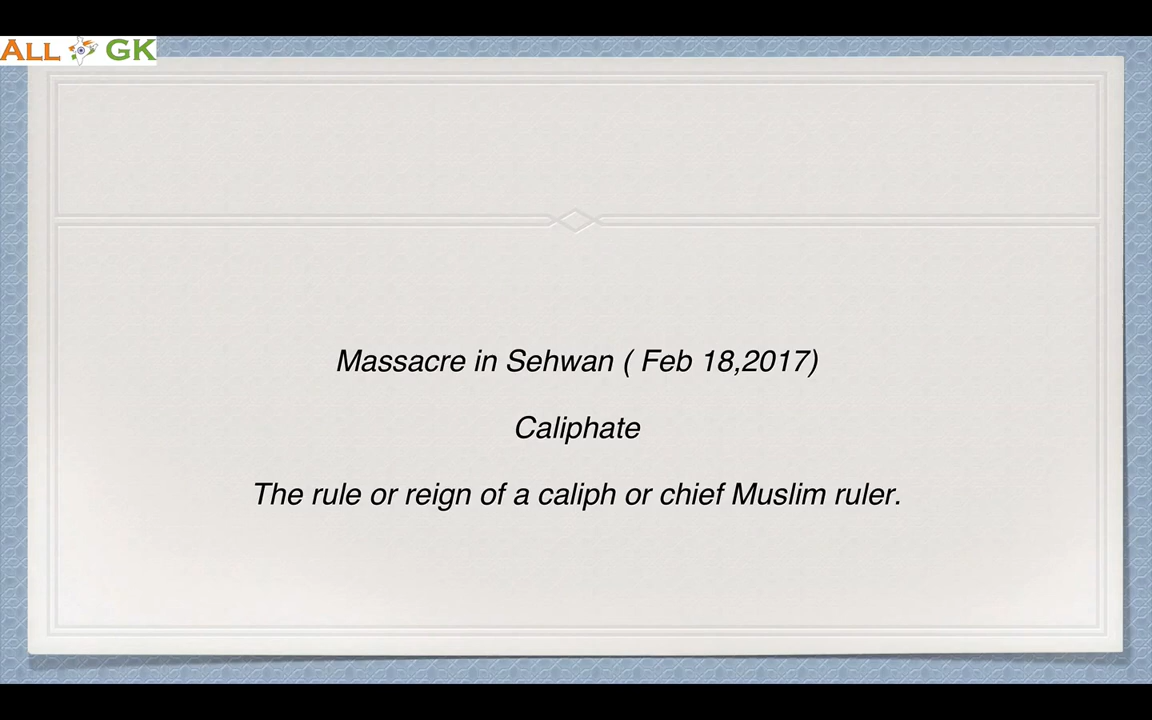 ALL GK
Massacre in Sehwan ( Feb 18,2017)
Caliphate
The rule or reign of a caliph or chief Muslim ruler.